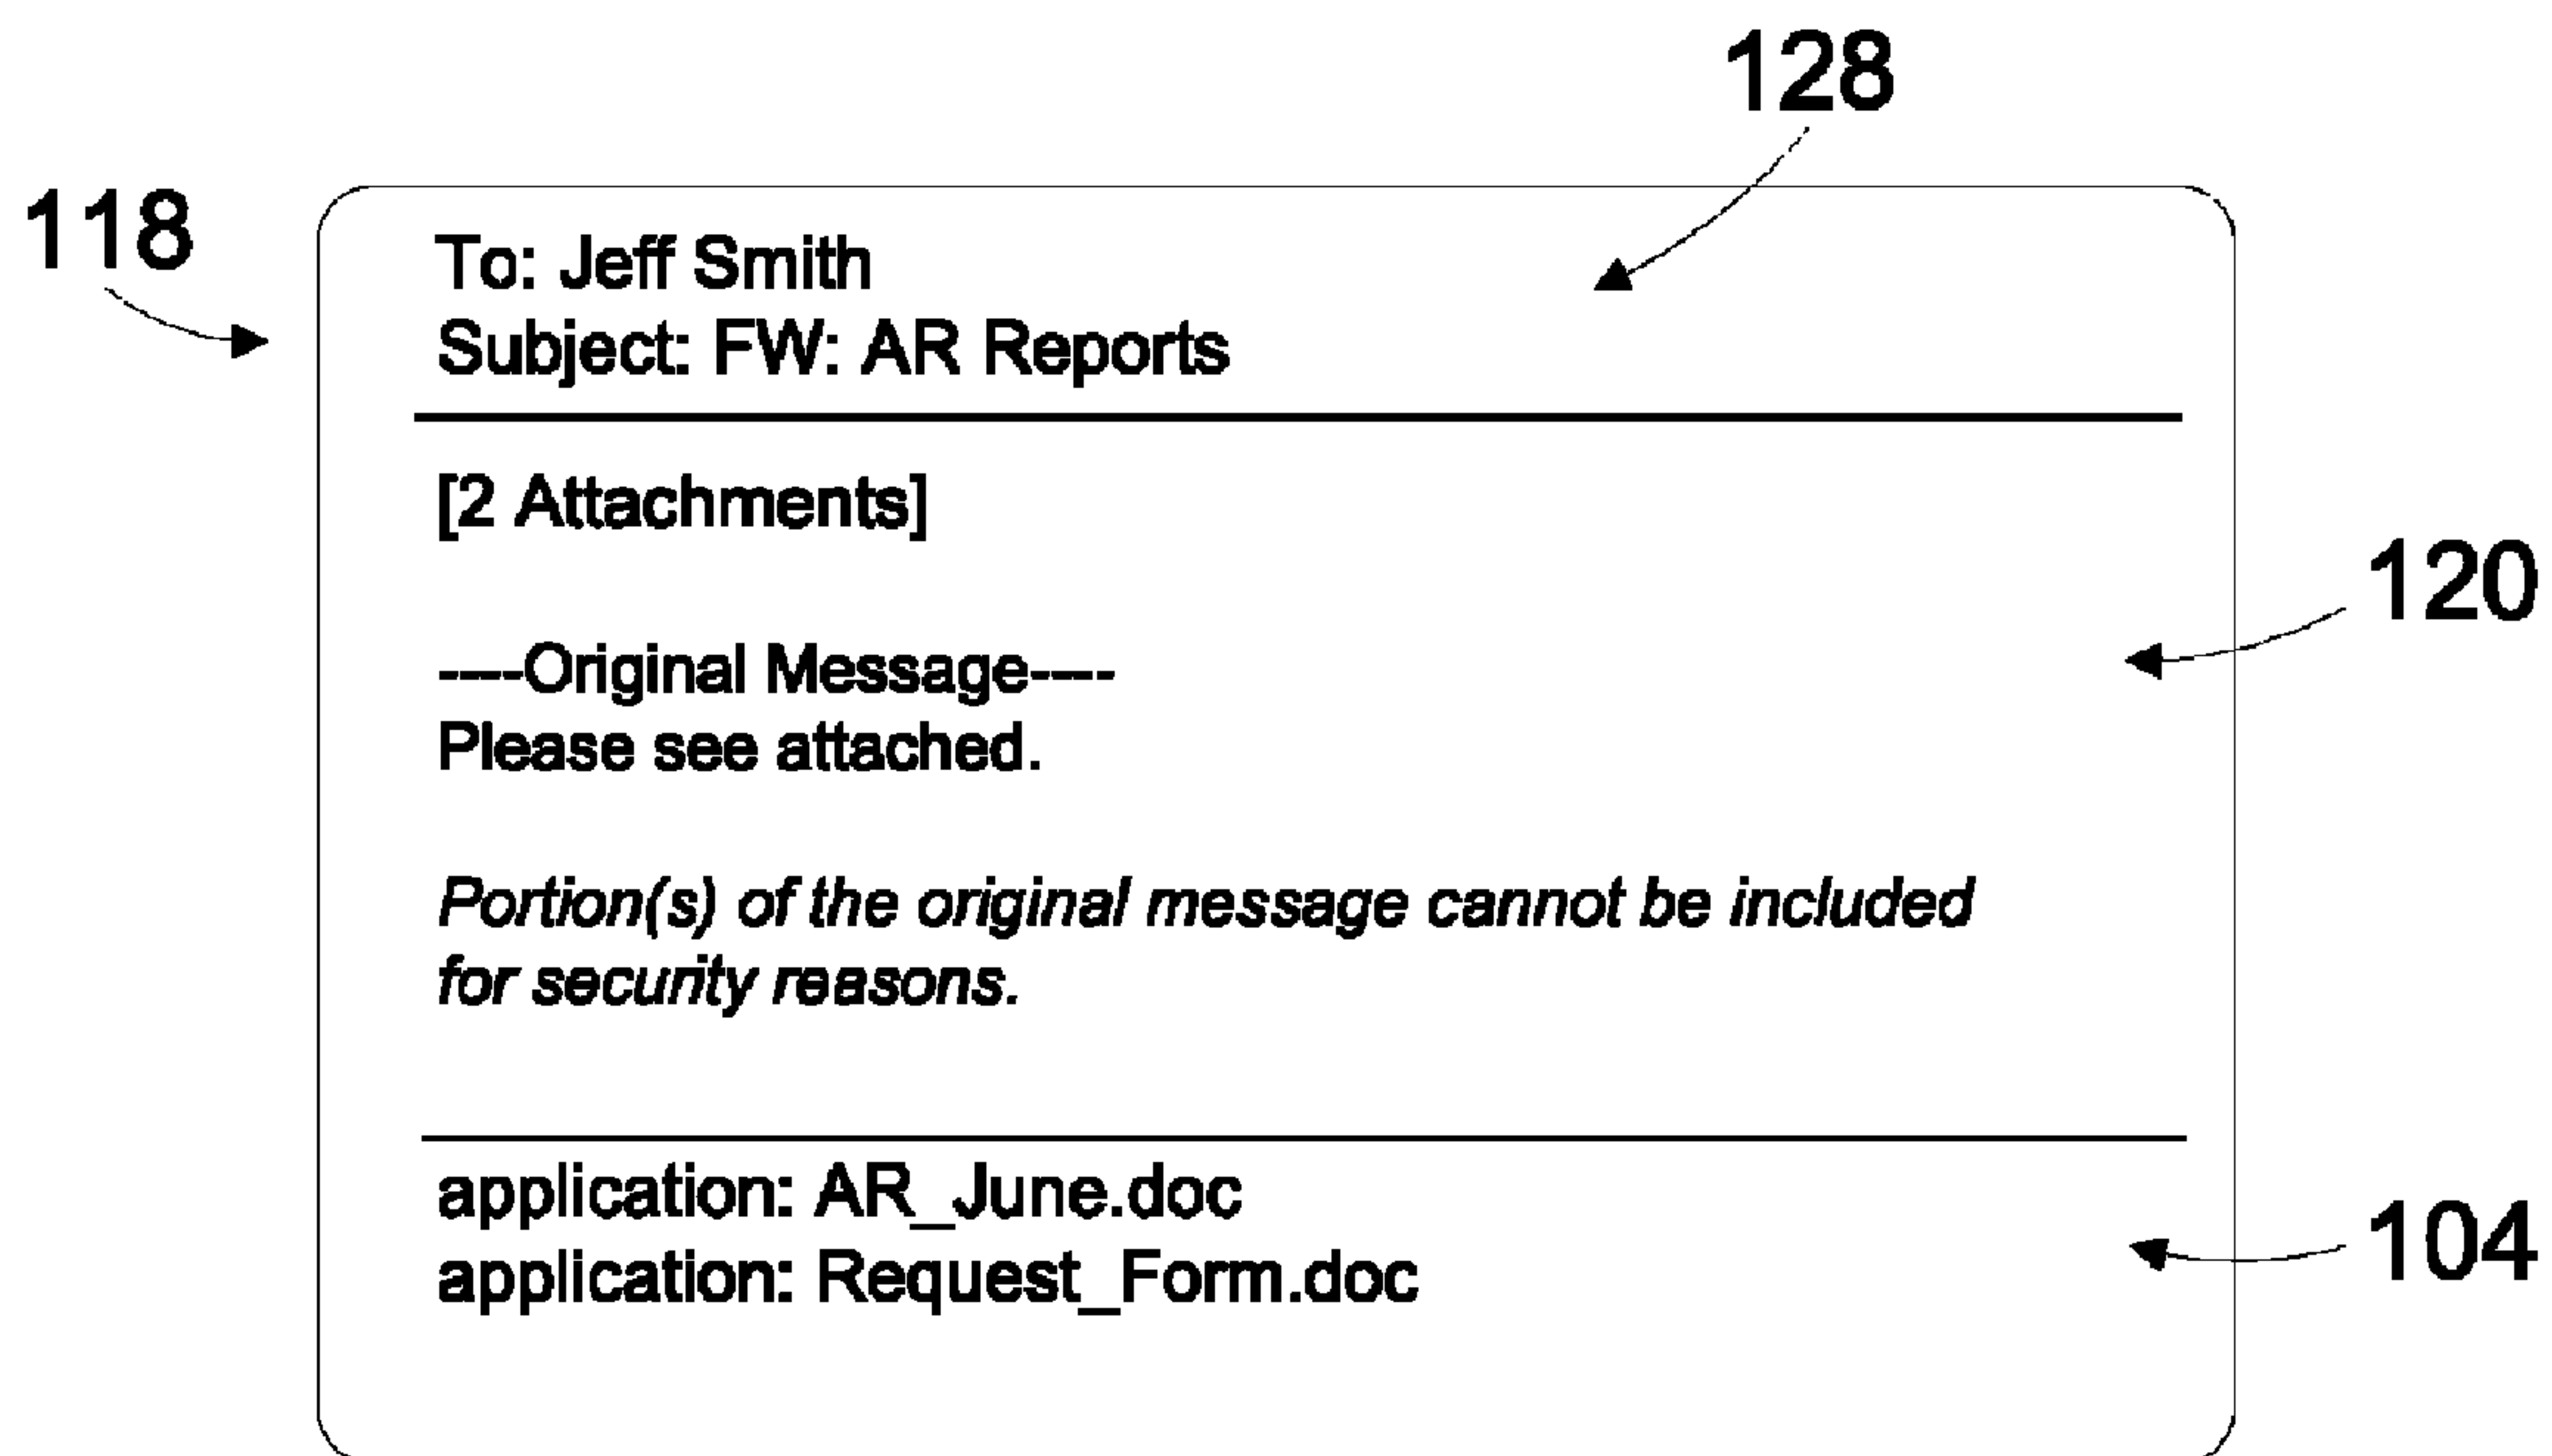 128
118
To: Jeff Smith
Subject: FW: AR Reports
[2 Attachments]
120
----Original Message----
Please see attached.
Portion(s) of the original message cannot be included
for security reasons.
application: AR_June.doc
104
application: Request_Form.doc